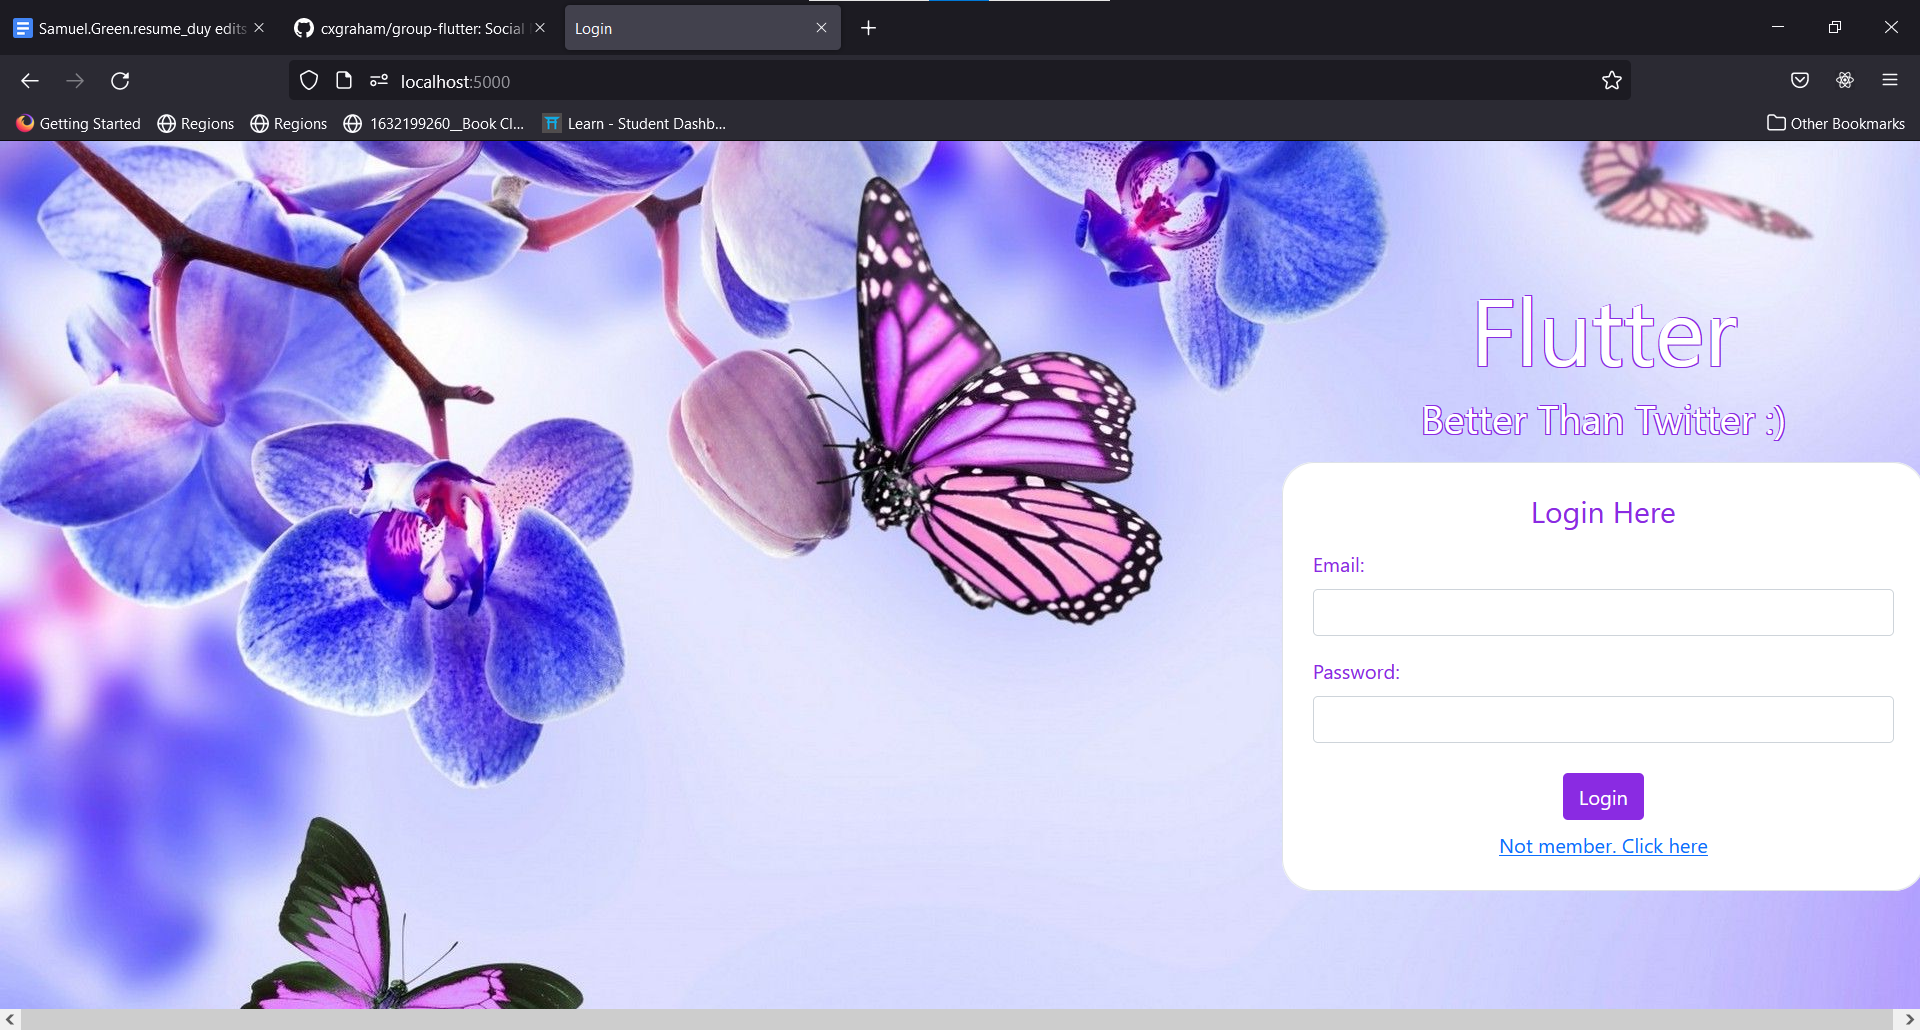 Samuel.Green.resume_duy edits
cxgraham/group-flutter: Social
Login
localhost:5000
Getting Started
Regions
Regions
1632199260__Book Cl...
Learn - Student Dashb...
Other Bookmarks
Flutter
Better Than Twitter :)
Login Here
Email:
Password:
Login
Not member. Click here